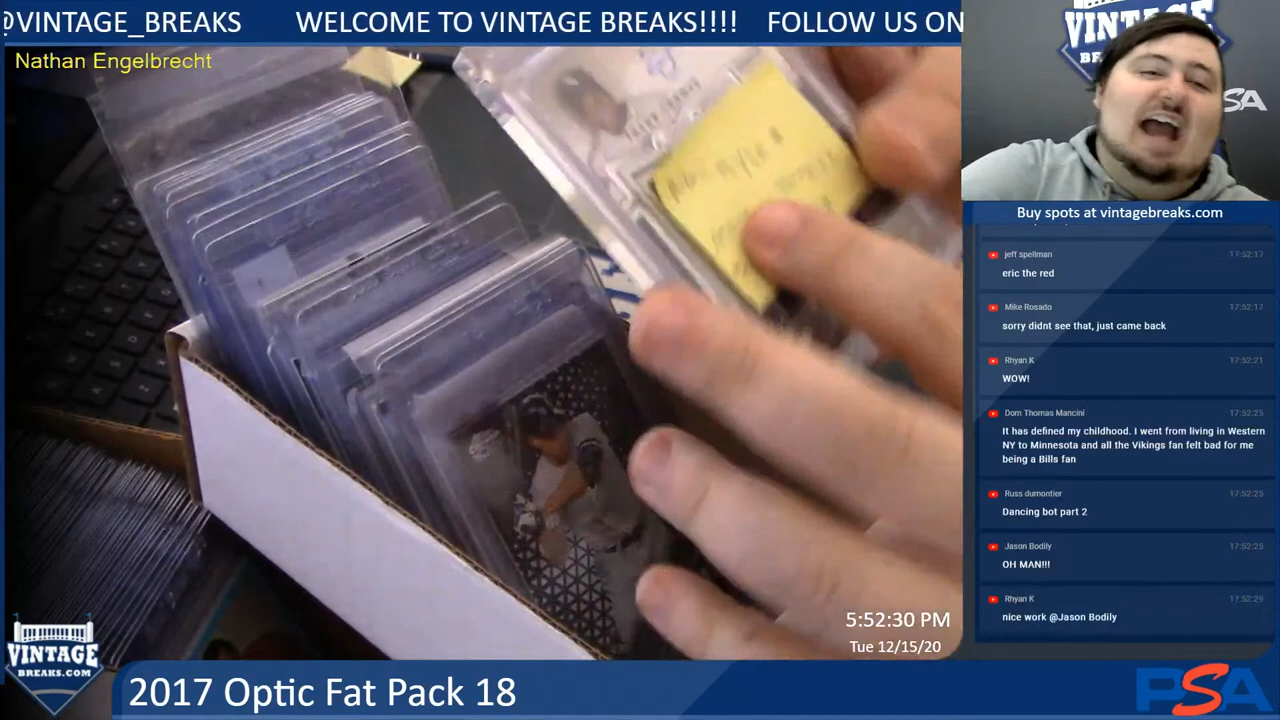 @VINTAGE_BREAKS WELCOME TO VINTAGE BREAKS!!!! FOLLOW US ON
Nathan Engelbrecht
VINTAGE
SA
Buy spots at vintagebreaks.com
jeff spellman 17:52:17
eric the red
Mike Rosado 17:52:17
sorry didnt see that, just came back
Rhyan K 17:52:21
WOW!
Dom Thomas Mancini 17:52:25
It has defined my childhood. I went from living in Western
NY to Minnesota and all the Vikings fan felt bad for me
being a Bills fan
Russ dumontier 17:52:25
Dancing bot part 2
Jason Bodily 17:52:25
OH MAN!!!
Rhyan K 17:52:29
nice work @Jason Bodily
5:52:30 PM
Tue 12/15/20
VINTAGE
BREAKS.COM
2017 Optic Fat Pack 18
PSA